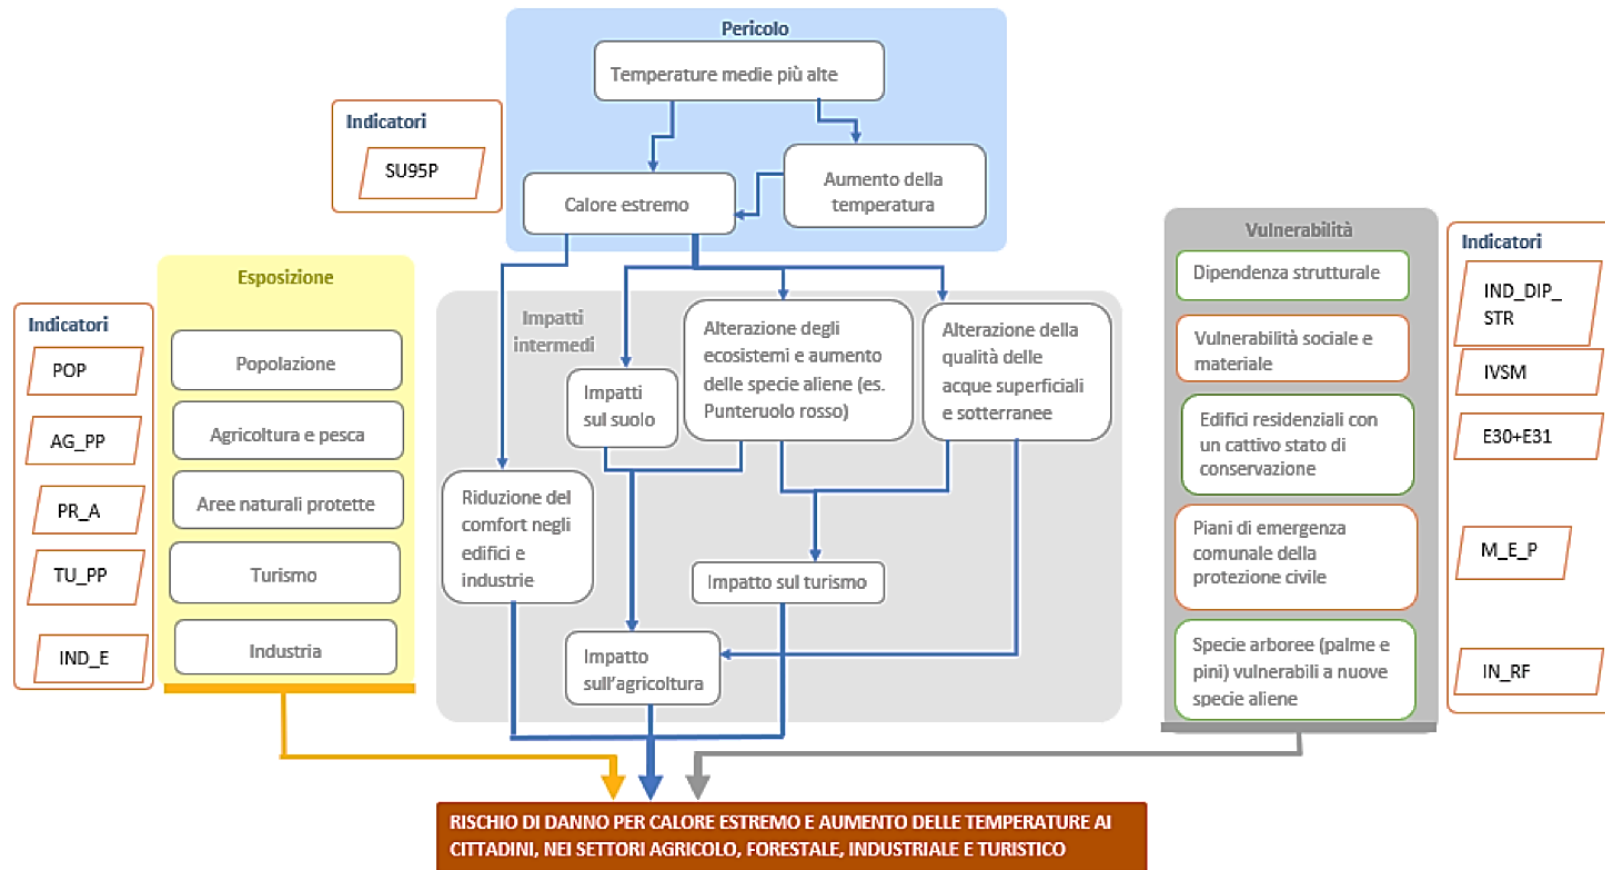 Pericolo
Temperature medie più alte
Indicatori
SU95P
Aumento della
temperatura
Calore estremo
Esposizione
Indicatori
POP
AG_PP
PR_A
TU_PP
IND_E
Popolazione
Agricoltura e pesca
Aree naturali protette
Turismo
Industria
Impatti
intermedi
Impatti
sul suolo
Alterazione degli
ecosistemi e aumento
delle specie aliene (es.
Punteruolo rosso)
Alterazione della
qualità delle
acque superficiali
e sotterranee
Riduzione del
comfort negli
edifici e
industrie
Impatto sul turismo
Impatto
sull'agricoltura
Vulnerabilità
Dipendenza strutturale
Vulnerabilità sociale e
materiale
Edifici residenziali con
un cattivo stato di
conservazione
Piani di emergenza
comunale della
protezione civile
Specie arboree (palme e
pini) vulnerabili a nuove
specie aliene
Indicatori
IND_DIP_
STR
IVSM
E30+E31
M_E_P
IN_RF
RISCHIO DI DANNO PER CALORE ESTREMO E AUMENTO DELLE TEMPERATURE AI
CITTADINI, NEI SETTORI AGRICOLO, FORESTALE, INDUSTRIALE E TURISTICO